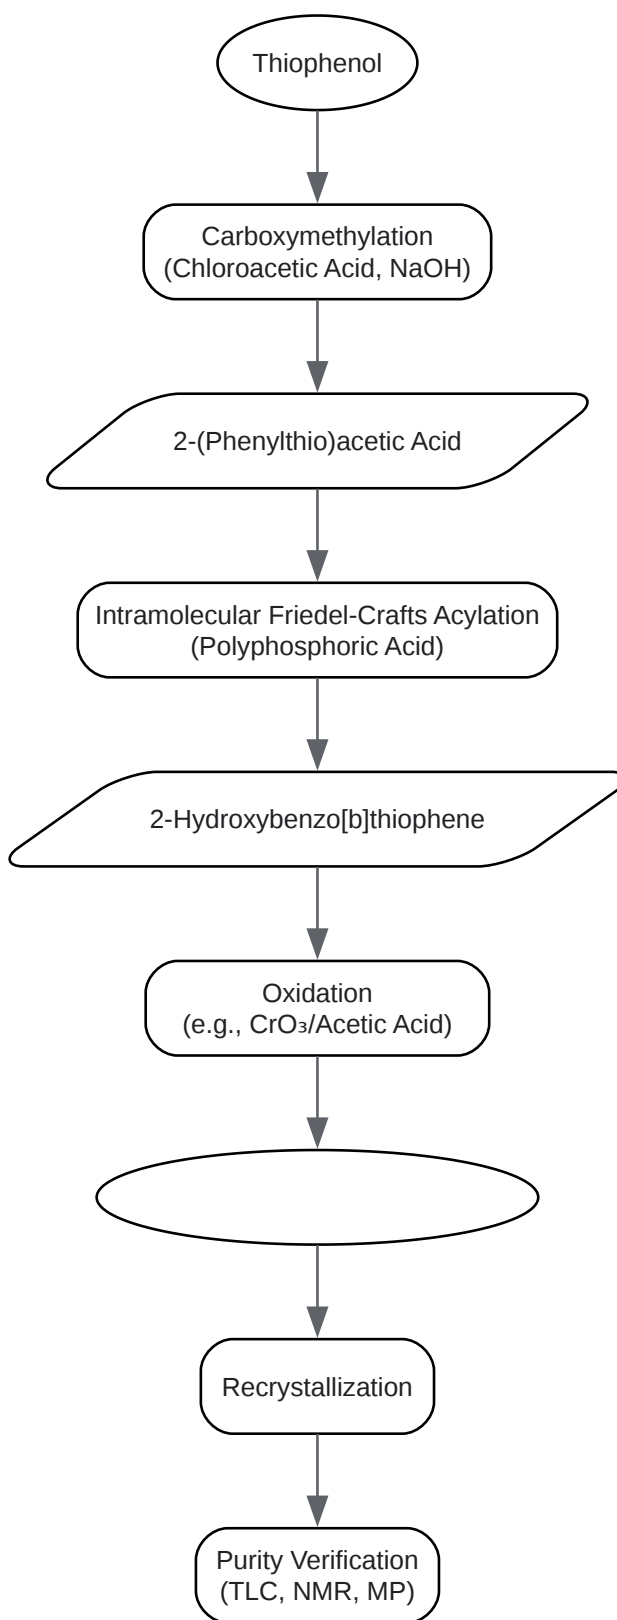 Thiophenol
Carboxymethylation
(Chloroacetic Acid, NaOH)
2-(Phenylthio)acetic Acid
Intramolecular Friedel-Crafts Acylation
(Polyphosphoric Acid)
2-Hydroxybenzo[b]thiophene
Oxidation
(e.g., CrO₃/Acetic Acid)
Recrystallization
Purity Verification
(TLC, NMR, MP)